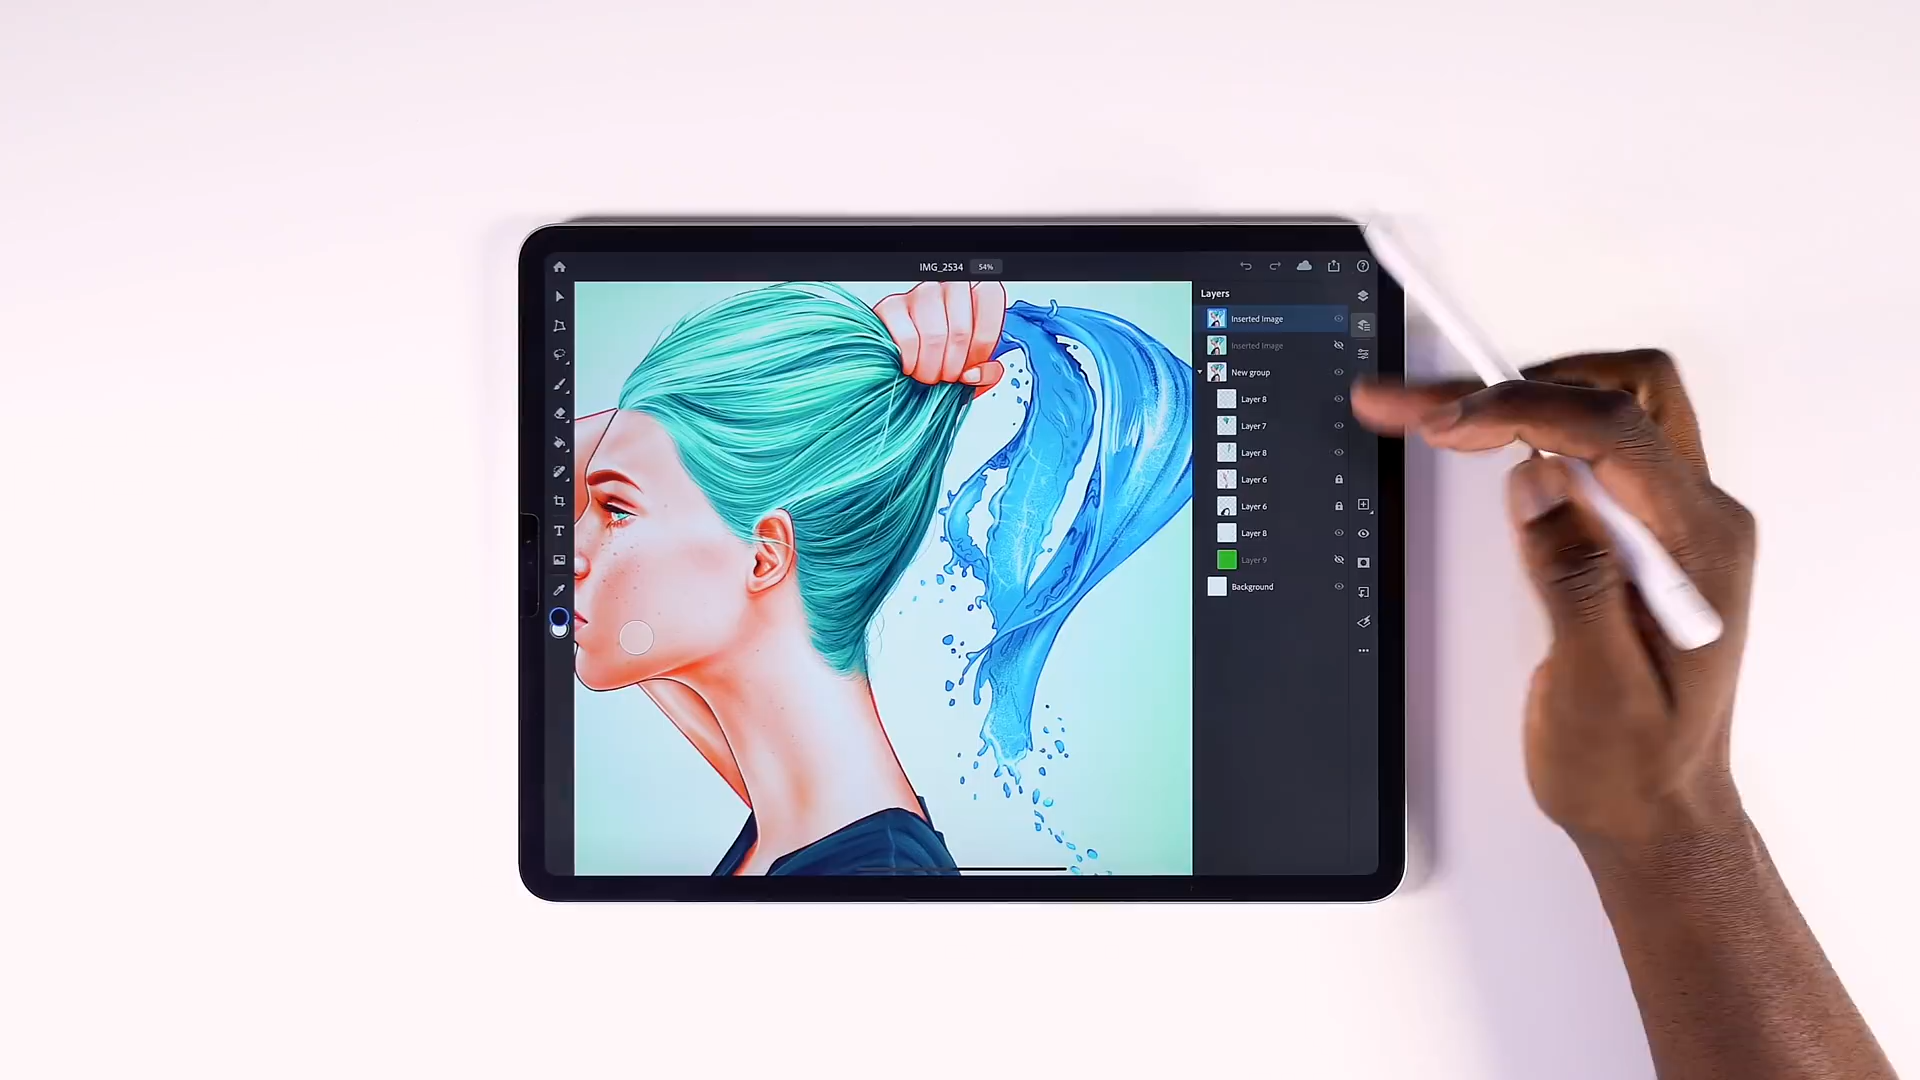 IMG_2534 54%
Layers
Inserted Image
Inserted Image
New group
Layer 8
Layer 7
Layer 8
Layer 6
Layer 6
Layer 8
Layer 9
Background
T
?